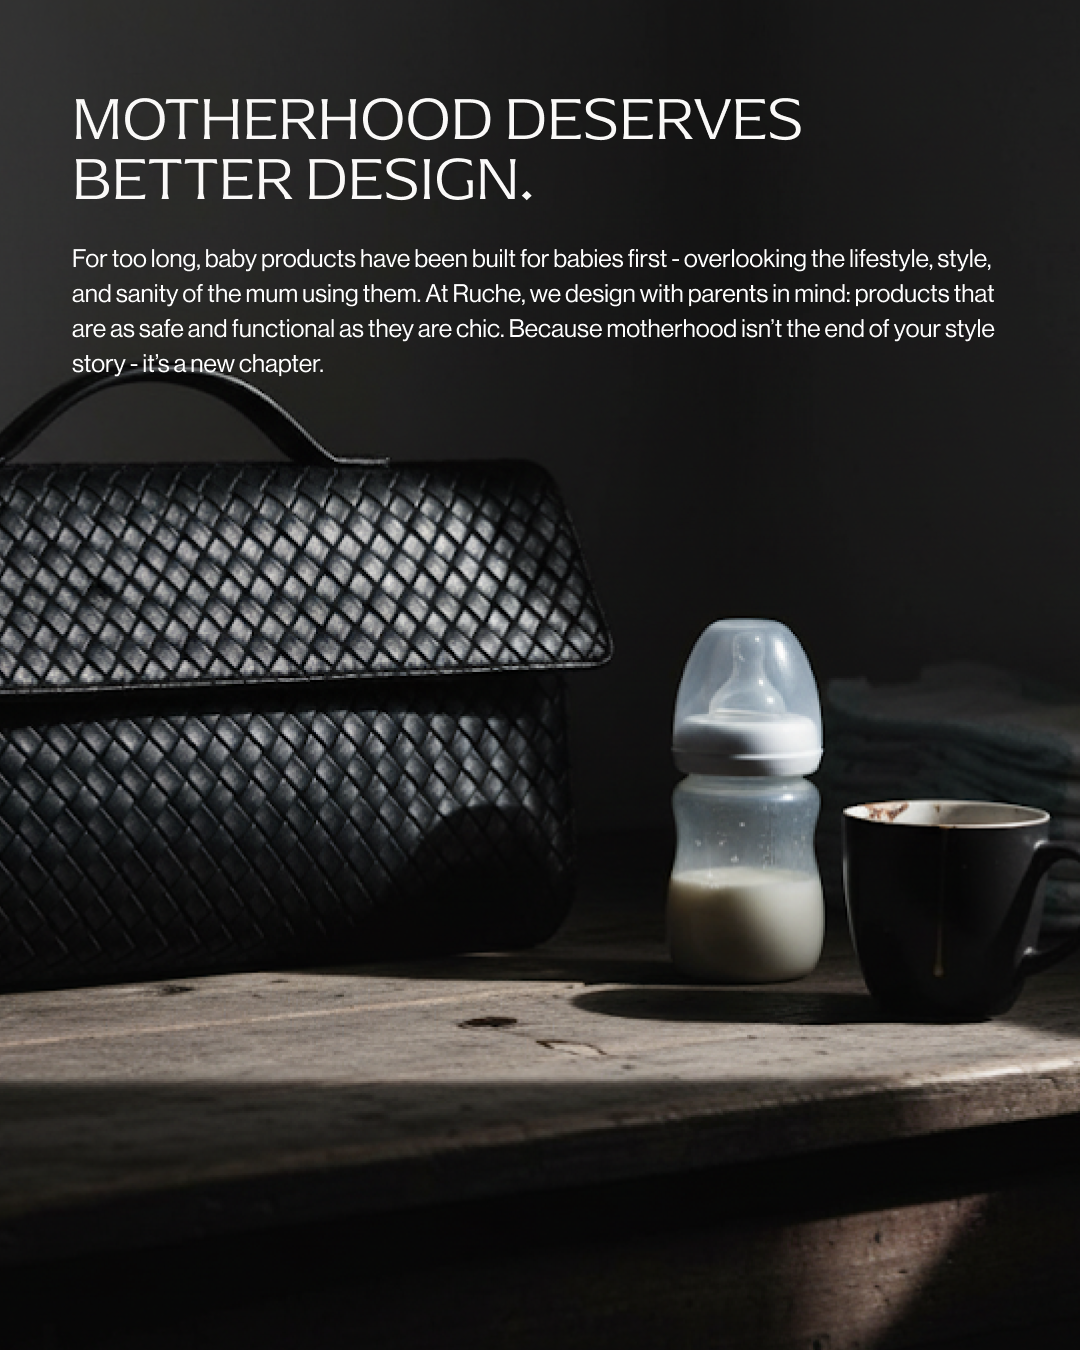 MOTHERHOOD DESERVES
BETTER DESIGN.
For too long, baby products have been built for babies first - overlooking the lifestyle, style,
and sanity of the mum using them. At Ruche, we design with parents in mind: products that
are as safe and functional as they are chic. Because motherhood isn’t the end of your style
story - it’s a new chapter.